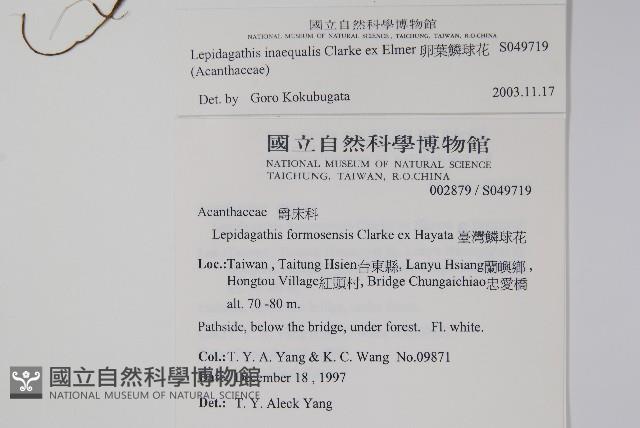 國立自然科學博物館
NATIONAL MUSEUM OF NATURAL SCIENCE, TAICHUNG, TAIWAN, R.O.CHINA
Lepidagathis inaequalis Clarke ex Elmer 卵葉鱗球花 S049719
(Acanthaceae)
Det. by Goro Kokubugata 2003.11.17
國立自然科學博物館
NATIONAL MUSEUM OF NATURAL SCIENCE
TAICHUNG, TAIWAN, R.O.CHINA
002879 / S049719
Acanthaceae 爵床科
Lepidagathis formosensis Clarke ex Hayata 臺灣鱗球花
Loc.:Taiwan , Taitung Hsien台東縣, Lanyu Hsiang蘭嶼鄉 ,
Hongtou Village紅頭村, Bridge Chungaichiao忠愛橋
alt. 70 -80 m.
Pathside, below the bridge, under forest. Fl. white.
Col.:T. Y. A. Yang & K. C. Wang No.09871
Date: December 18 , 1997
Det.: T. Y. Aleck Yang
國立自然科學博物館
NATIONAL MUSEUM OF NATURAL SCIENCE